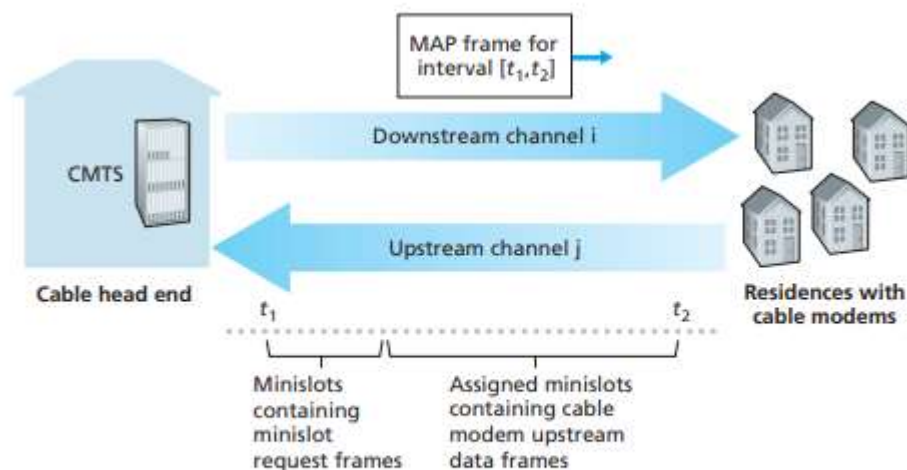 MAP frame for
interval [t₁,t₂]
Downstream channel i
CMTS
Upstream channel j
Cable head end
Residences with
cable modems
t₁
t₂
Minislots
containing
minislot
request frames
Assigned minislots
containing cable
modem upstream
data frames